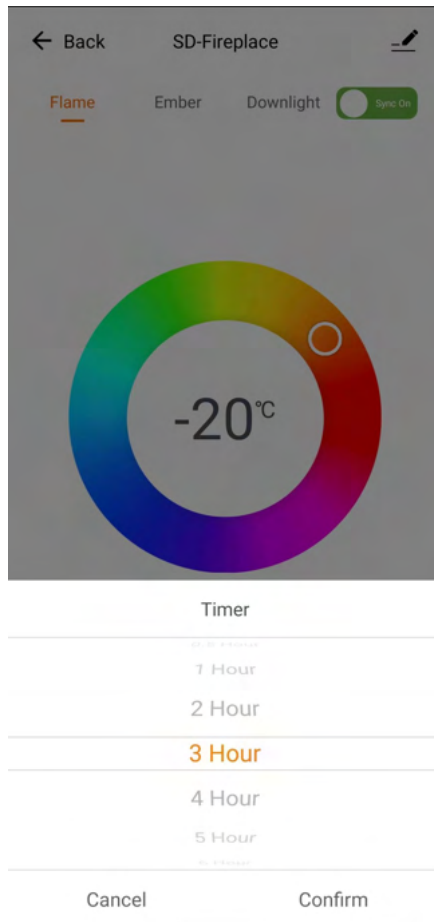 Back SD-Fireplace
Flame Ember Downlight Sync On
-20°C
Timer
1 Hour
2 Hour
3 Hour
4 Hour
5 Hour
Cancel Confirm